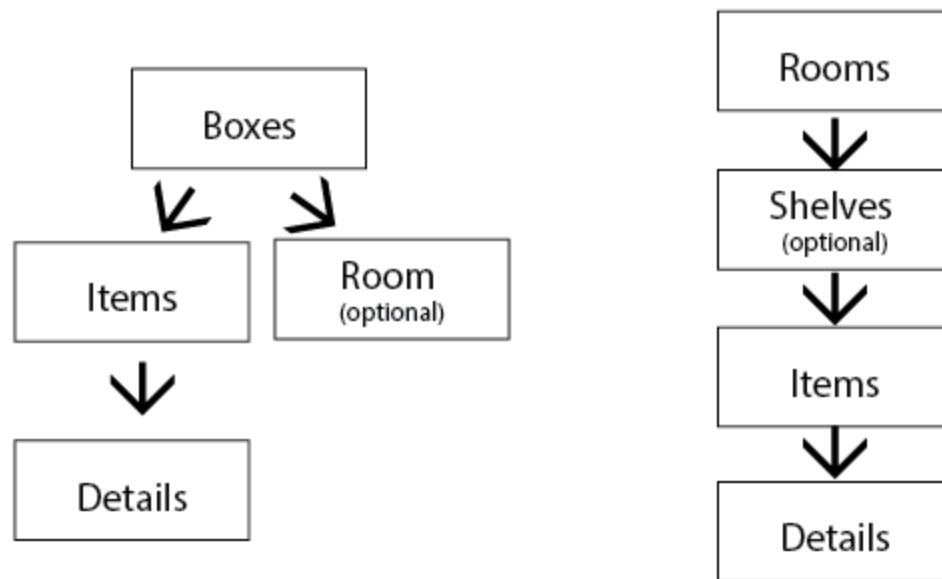 Boxes
Items
Room
(optional)
Details
Rooms
Shelves
(optional)
Items
Details